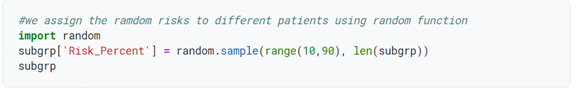 #we assign the ramdom risks to different patients using random function
import random
subgrp['Risk_Percent'] = random.sample(range(10,90), len(subgrp))
subgrp